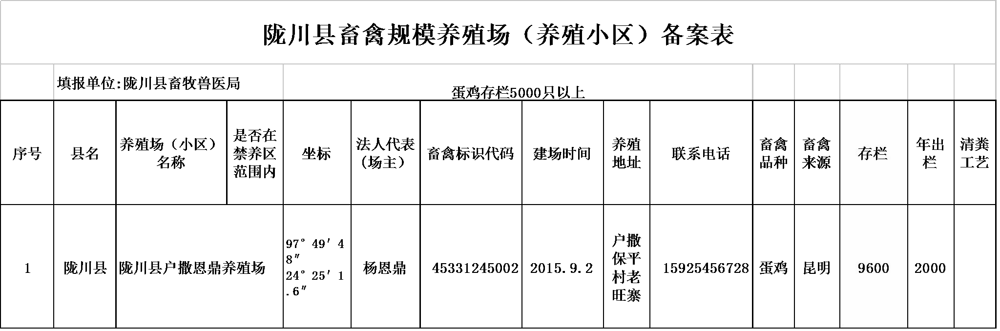 陇川县畜禽规模养殖场（养殖小区）备案表
填报单位:陇川县畜牧兽医局
蛋鸡存栏5000只以上
序号
县名
养殖场（小区）
名称
是否在
禁养区
范围内
坐标
法人代表
(场主）
畜禽标识代码
建场时间
养殖
地址
联系电话
畜禽
品种
畜禽
来源
存栏
年出
栏
清粪
工艺
1
陇川县
陇川县户撒恩鼎养殖场
97°49′4
8″
24°25′1
.6″
杨恩鼎
45331245002
2015.9.2
户撒
保平
村老
旺寨
15925456728
蛋鸡
昆明
9600
2000